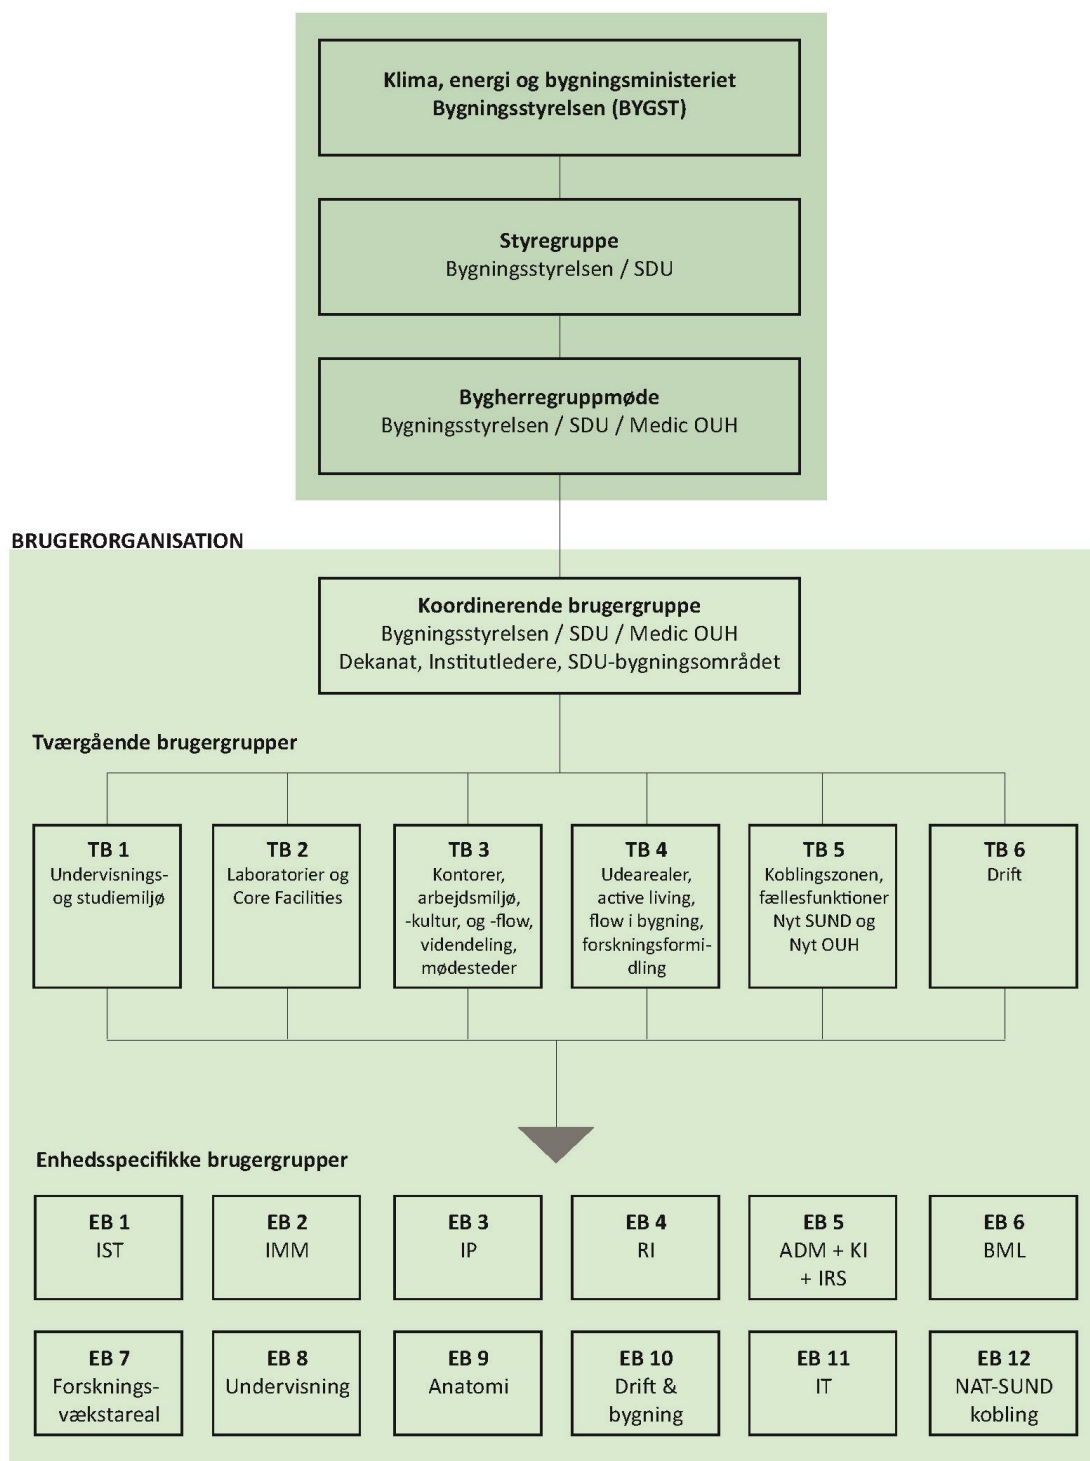 Klima, energi og bygningsministeriet
Bygningsstyrelsen (BYGST)
Styregruppe
Bygningsstyrelsen / SDU
Bygherregruppmøde
Bygningsstyrelsen / SDU / Medic OUH
BRUGERORGANISATION
Koordinerende brugergruppe
Bygningsstyrelsen / SDU / Medic OUH
Dekanat, Institutledere, SDU-bygningsområdet
Tværgående brugergrupper
TB 1
Undervisnings-
og studiemiljø
TB 2
Laboratorier og
Core Facilities
TB 3
Kontorer,
arbejdsmiljø,
-kultur, og -flow,
videndeling,
mødesteder
TB 4
Udearealer,
active living,
flow i bygning,
forskningsformi-
dling
TB 5
Koblingszonen,
fællesfunktioner
Nyt SUND og
Nyt OUH
TB 6
Drift
Enhedsspecifikke brugergrupper
EB 1
IST
EB 2
IMM
EB 3
IP
EB 4
RI
EB 5
ADM + KI
+ IRS
EB 6
BML
EB 7
Forsknings-
vækstareal
EB 8
Undervisning
EB 9
Anatomi
EB 10
Drift &
bygning
EB 11
IT
EB 12
NAT-SUND
kobling